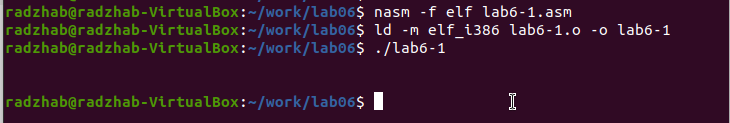 radzhab@radzhab-VirtualBox:~/work/lab06$ nasm -f elf lab6-1.asm
radzhab@radzhab-VirtualBox:~/work/lab06$ ld -m elf_i386 lab6-1.o -o lab6-1
radzhab@radzhab-VirtualBox:~/work/lab06$ ./lab6-1
radzhab@radzhab-VirtualBox:~/work/lab06$